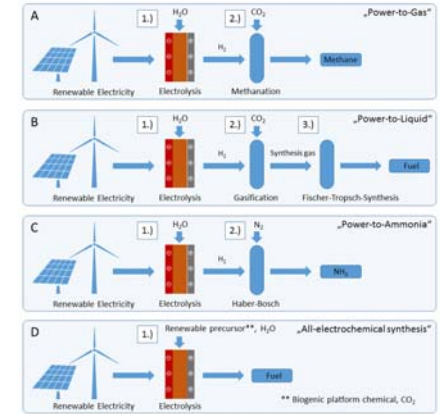 A
1.)
H₂O
2.)
CO₂
„Power-to-Gas“
H₂
Methane
Renewable Electricity
Electrolysis
Methanation
B
1.)
H₂O
2.)
CO₂
3.)
„Power-to-Liquid“
H₂
Synthesis gas
Fuel
Renewable Electricity
Electrolysis
Gasification
Fischer-Tropsch-Synthesis
C
1.)
H₂O
2.)
N₂
„Power-to-Ammonia“
H₂
NH₃
Renewable Electricity
Electrolysis
Haber-Bosch
D
1.)
Renewable precursor**, H₂O
„All-electrochemical synthesis“
Fuel
Renewable Electricity
Electrolysis
** Biogenic platform chemical, CO₂